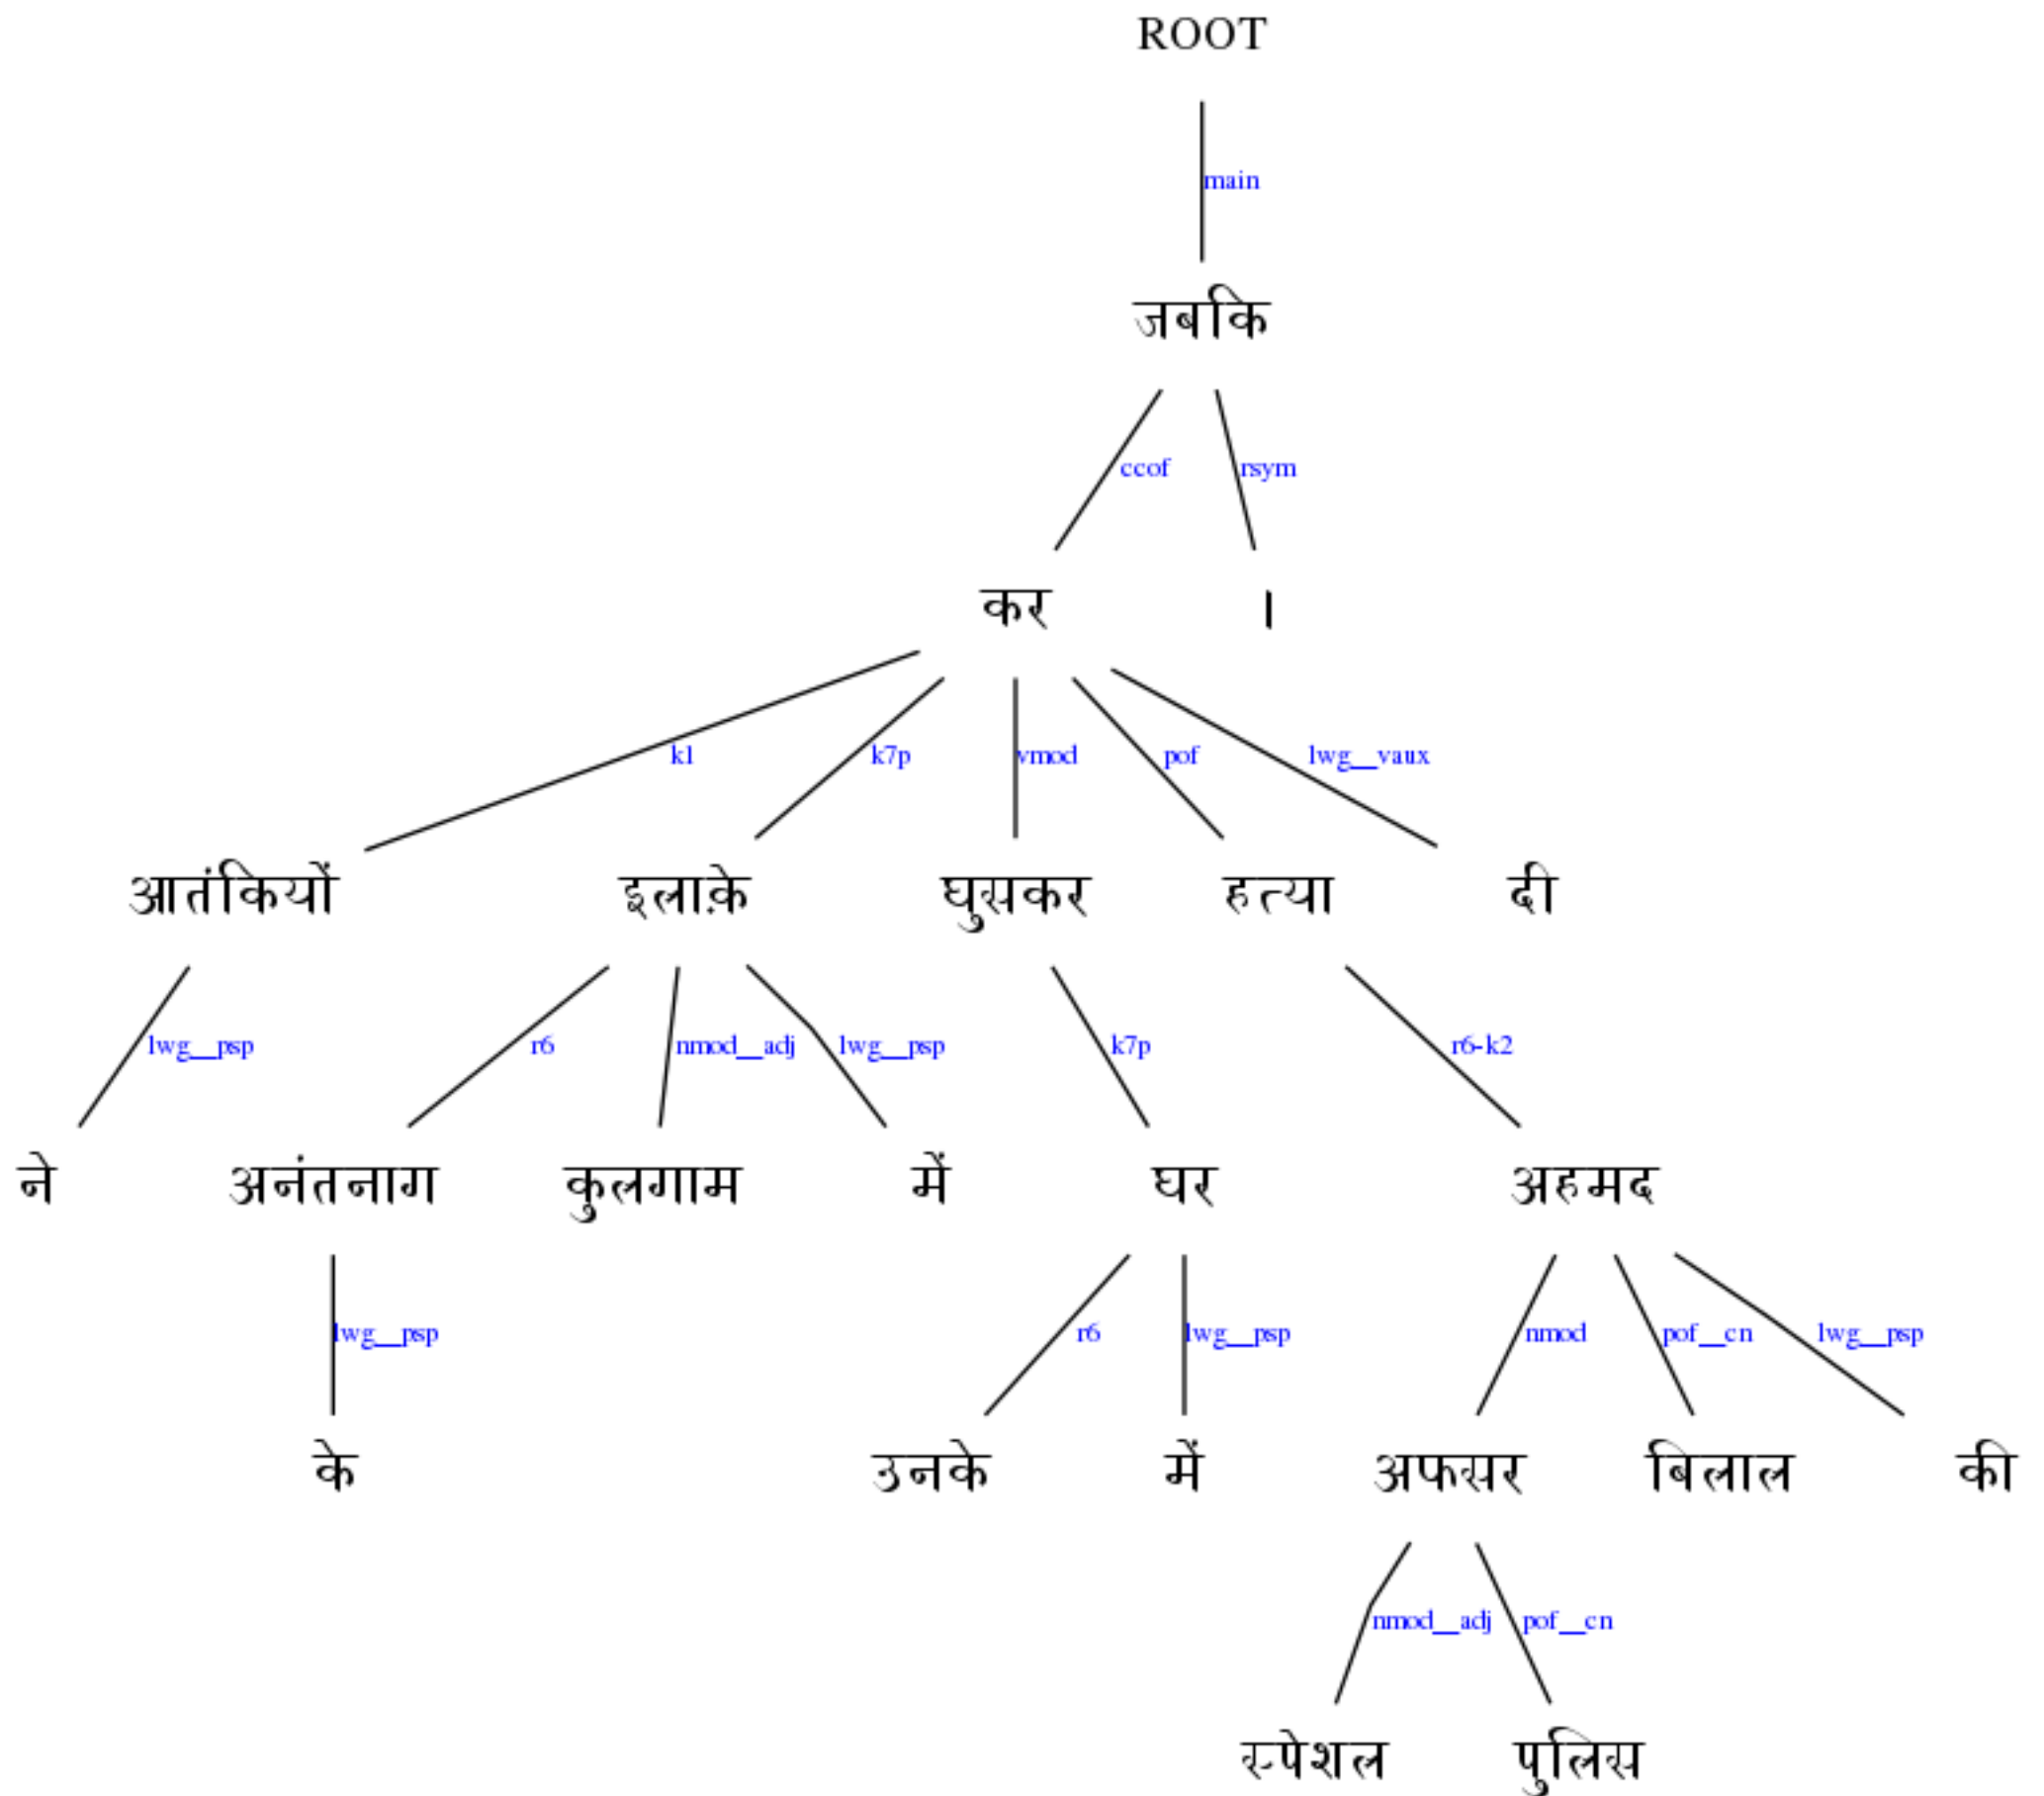 ROOT
main
जबकि
ccof rsym
कर ।
k1 k7p vmod pof lwg__vaux
आतंकियों इलाक़े घुसकर हत्या दी
lwg__psp r6 nmod__adj lwg__psp k7p r6-k2
ने अनंतनाग कुलगाम में घर अहमद
lwg__psp r6 lwg__psp nmod pof__cn lwg__psp
के उनके में अफसर बिलाल की
nmod__adj pof__cn
स्पेशल पुलिस